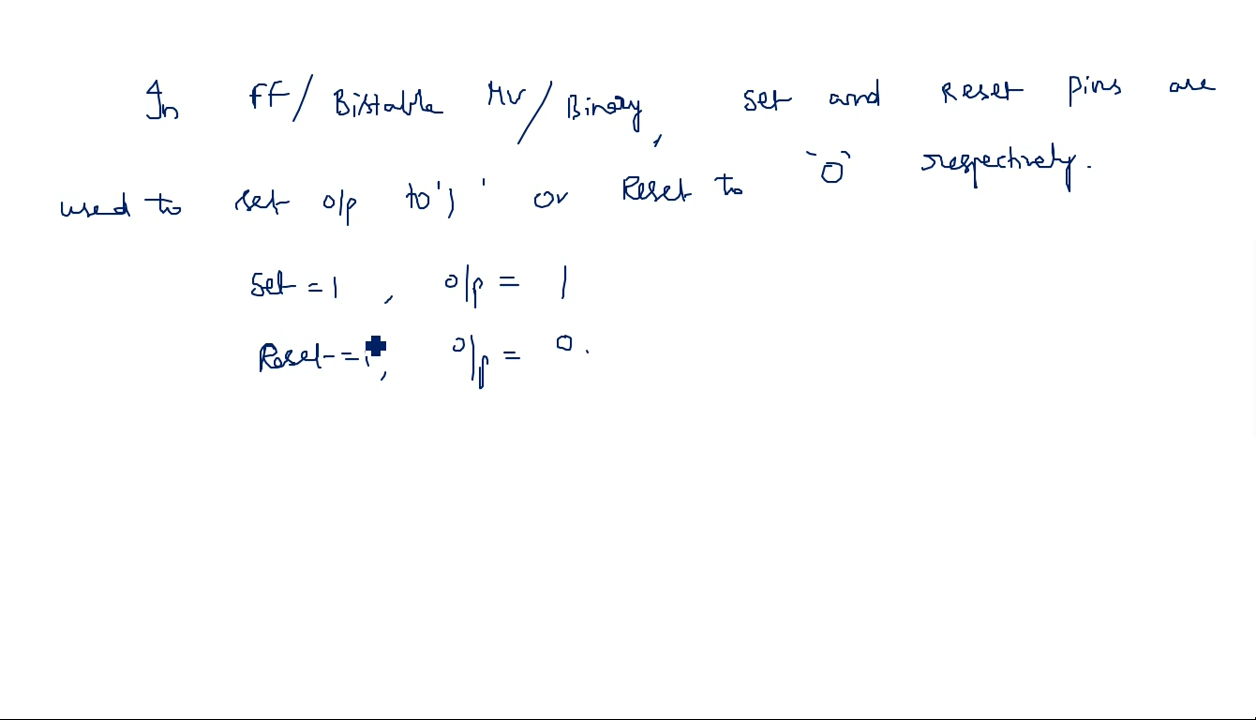 In FF/ Bistable MV/ Binary, set and Reset Pins are
used to set o/p to '1' or Reset to "0" respectively.
Set = 1 , o/p = 1
Reset = 1, o/p = 0.